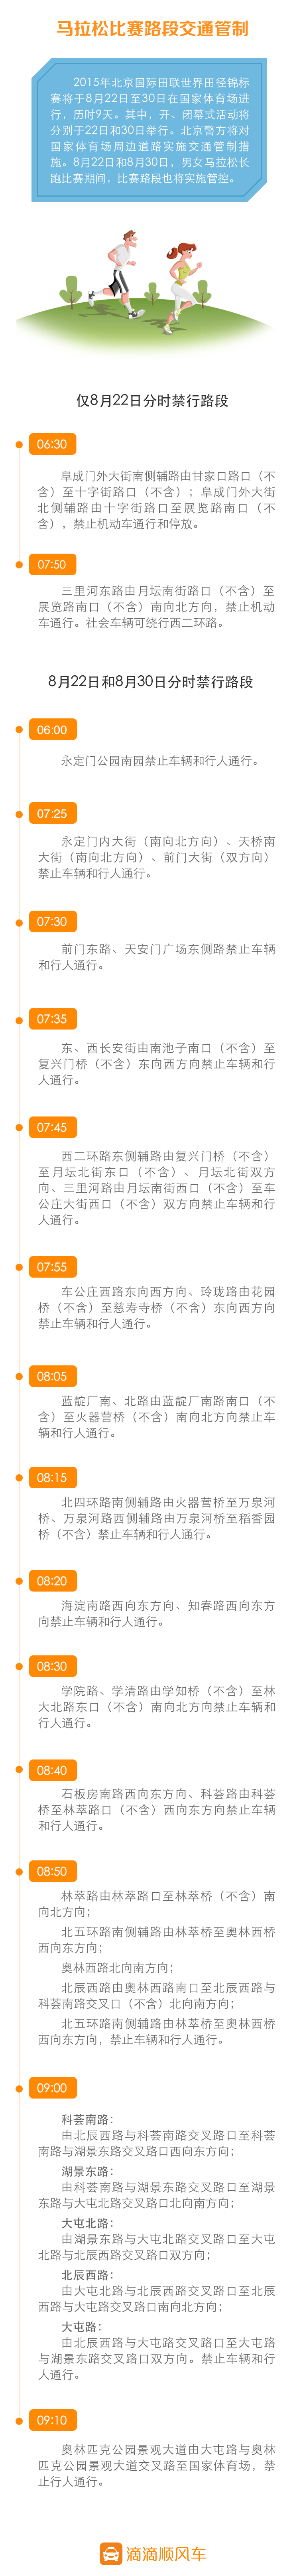 马拉松比赛路段交通管制
2015年北京国际田联世界田径锦标
赛将于8月22日至30日在国家体育场进
行，历时9天。其中，开、闭幕式活动将
分别于22日和30日举行。北京警方将对
国家体育场周边道路实施交通管制措
施。8月22日和8月30日，男女马拉松长
跑比赛期间，比赛路段也将实施管控。
仅8月22日分时禁行路段
06:30
阜成门外大街南侧辅路由甘家口路口（不
含）至十字街路口（不含）；阜成门外大街
北侧辅路由十字街路口至展览路南口（不
含），禁止机动车通行和停放。
07:50
三里河东路由月坛南街路口（不含）至
展览路南口（不含）南向北方向，禁止机动
车通行。社会车辆可绕行西二环路。
8月22日和8月30日分时禁行路段
06:00
永定门公园南园禁止车辆和行人通行。
07:25
永定门内大街（南向北方向）、天桥南
大街（南向北方向）、前门大街（双方向）
禁止车辆和行人通行。
07:30
前门东路、天安门广场东侧路禁止车辆
和行人通行。
07:35
东、西长安街由南池子南口（不含）至
复兴门桥（不含）东向西方向禁止车辆和行
人通行。
07:45
西二环路东侧辅路由复兴门桥（不含）
至月坛北街东口（不含）、月坛北街双方
向、三里河路由月坛南街西口（不含）至车
公庄大街西口（不含）双方向禁止车辆和行
人通行。
07:55
车公庄西路东向西方向、玲珑路由花园
桥（不含）至慈寿寺桥（不含）东向西方向
禁止车辆和行人通行。
08:05
蓝靛厂南、北路由蓝靛厂南路南口（不
含）至火器营桥（不含）南向北方向禁止车
辆和行人通行。
08:15
北四环路南侧辅路由火器营桥至万泉河
桥、万泉河路西侧辅路由万泉河桥至稻香园
桥（不含）禁止车辆和行人通行。
08:20
海淀南路西向东方向、知春路西向东方
向禁止车辆和行人通行。
08:30
学院路、学清路由学知桥（不含）至林
大北路东口（不含）南向北方向禁止车辆和
行人通行。
08:40
石板房南路西向东方向、科荟路由科荟
桥至林萃路口（不含）西向东方向禁止车辆
和行人通行。
08:50
林萃路由林萃路口至林萃桥（不含）南
向北方向；
北五环路南侧辅路由林萃桥至奥林西桥
西向东方向；
奥林西路北向南方向；
北辰西路由奥林西路南口至北辰西路与
科荟南路交叉口（不含）北向南方向；
北五环路南侧辅路由林萃桥至奥林西桥
西向东方向，禁止车辆和行人通行。
09:00
科荟南路：
由北辰西路与科荟南路交叉路口至科荟
南路与湖景东路交叉路口西向东方向；
湖景东路：
由科荟南路与湖景东路交叉路口至湖景
东路与大屯北路交叉路口北向南方向；
大屯北路：
由湖景东路与大屯北路交叉路口至大屯
北路与北辰西路交叉路口双方向；
北辰西路：
由大屯北路与北辰西路交叉路口至北辰
西路与大屯路交叉路口南向北方向；
大屯路：
由北辰西路与大屯路交叉路口至大屯路
与湖景东路交叉路口双方向。禁止车辆和行
人通行。
09:10
奥林匹克公园景观大道由大屯路与奥林
匹克公园景观大道交叉路至国家体育场，禁
止行人通行。
滴滴顺风车